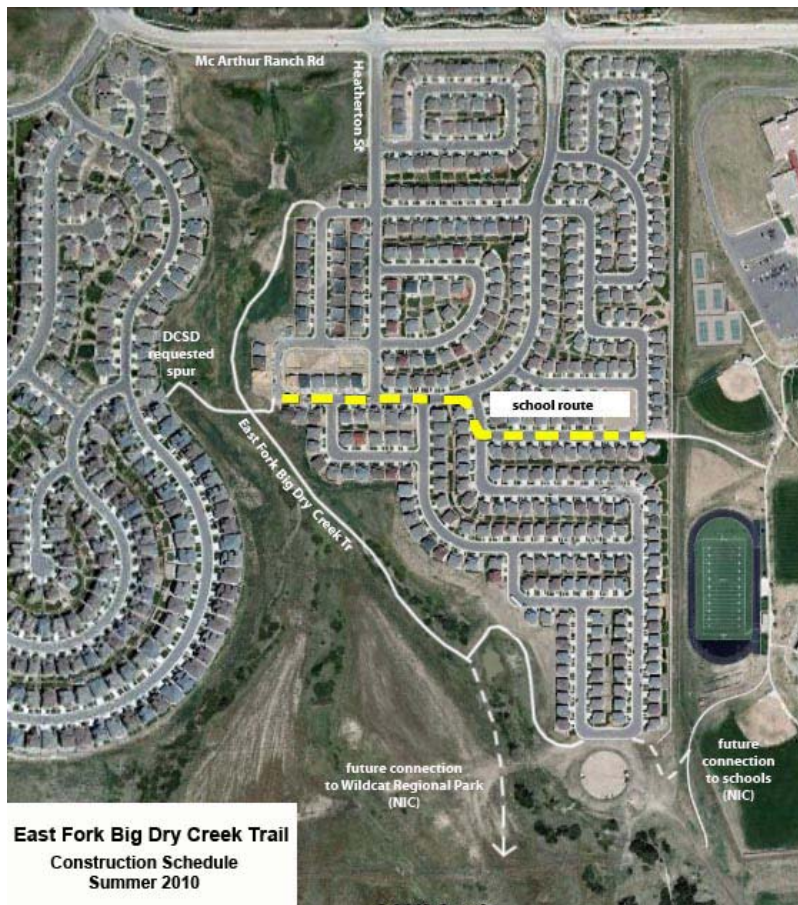 Mc Arthur Ranch Rd
Heatherton St
DCSD
requested
spur
school route
East Fork Big Dry Creek Tr
future connection
to Wildcat Regional Park
(NIC)
future
connection
to schools
(NIC)
East Fork Big Dry Creek Trail
Construction Schedule
Summer 2010